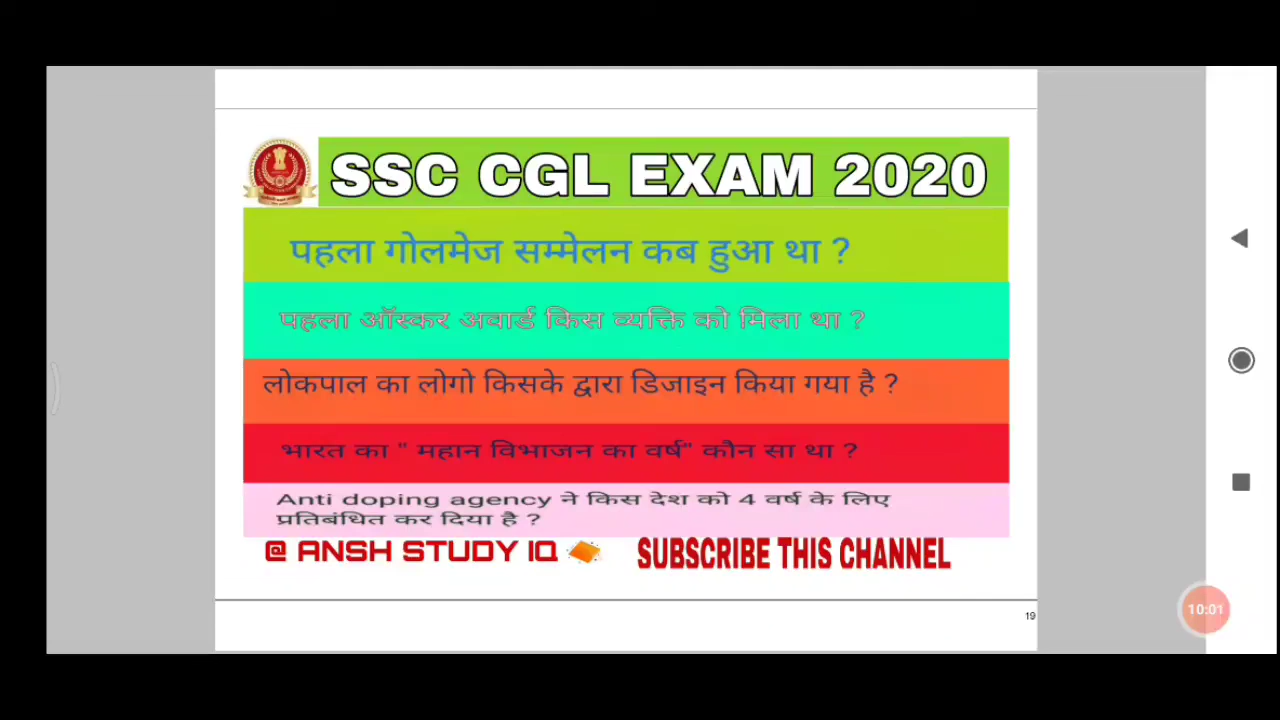 SSC CGL EXAM 2020
पहला गोलमेज सम्मेलन कब हुआ था ?
पहला ऑस्कर अवार्ड किस व्यक्ति को मिला था ?
लोकपाल का लोगो किसके द्वारा डिजाइन किया गया है ?
भारत का " महान विभाजन का वर्ष" कौन सा था ?
Anti doping agency ने किस देश को 4 वर्ष के लिए
प्रतिबंधित कर दिया है ?
@ ANSH STUDY IQ SUBSCRIBE THIS CHANNEL
19
10:01